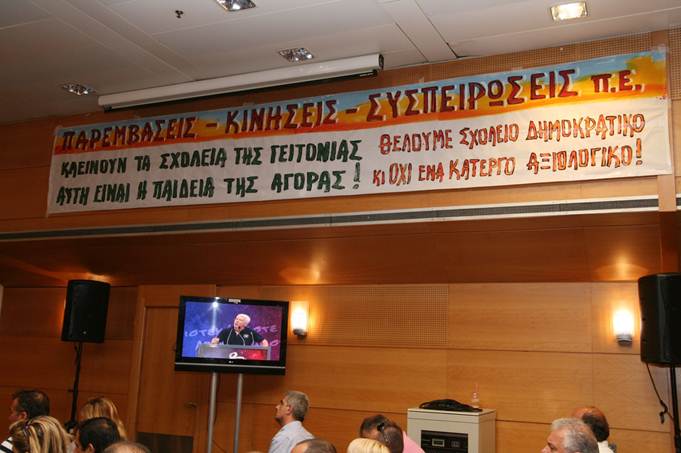 ΠΑΡΕΜΒΑΣΕΙΣ - ΚΙΝΗΣΕΙΣ - ΣΥΣΠΕΙΡΩΣΕΙΣ Π.Ε.
ΚΛΕΙΝΟΥΝ ΤΑ ΣΧΟΛΕΙΑ ΤΗΣ ΓΕΙΤΟΝΙΑΣ
ΑΥΤΗ ΕΙΝΑΙ Η ΠΑΙΔΕΙΑ ΤΗΣ ΑΓΟΡΑΣ!
ΘΕΛΟΥΜΕ ΣΧΟΛΕΙΟ ΔΗΜΟΚΡΑΤΙΚΟ
ΚΙ ΟΧΙ ΕΝΑ ΚΑΤΕΡΓΟ ΑΞΙΟΛΟΓΙΚΟ!